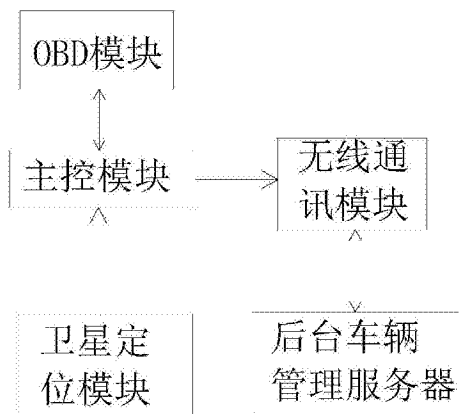 OBD模块
主控模块
无线通
讯模块
卫星定
位模块
后台车辆
管理服务器